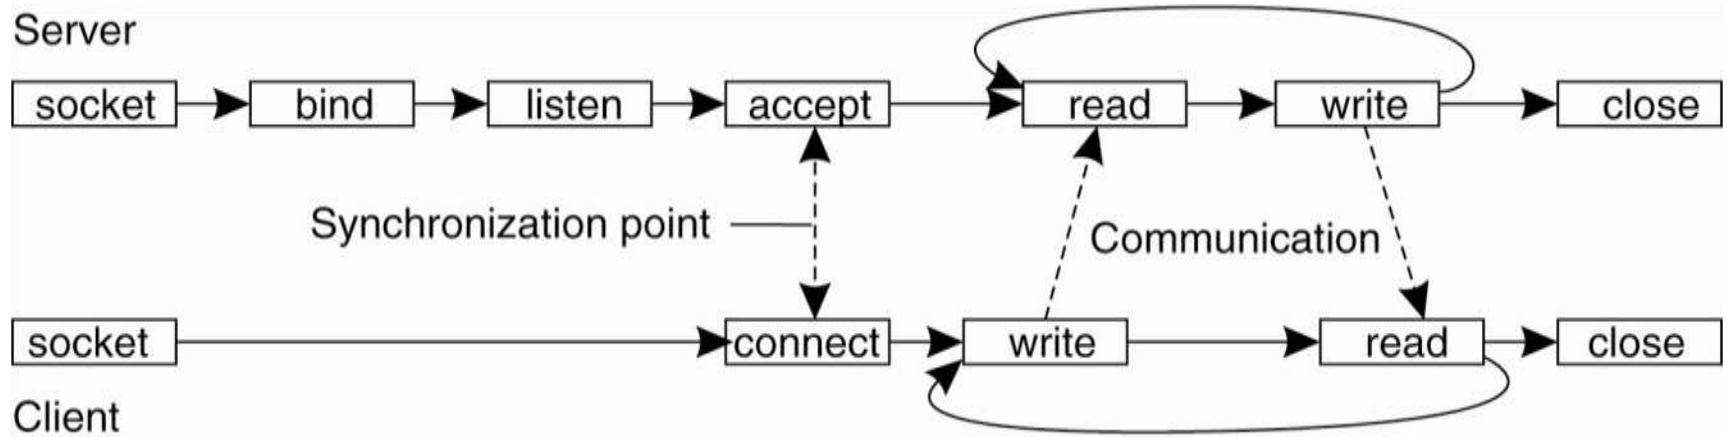 Server
socket bind listen accept read write close
Synchronization point
Communication
socket connect write read close
Client